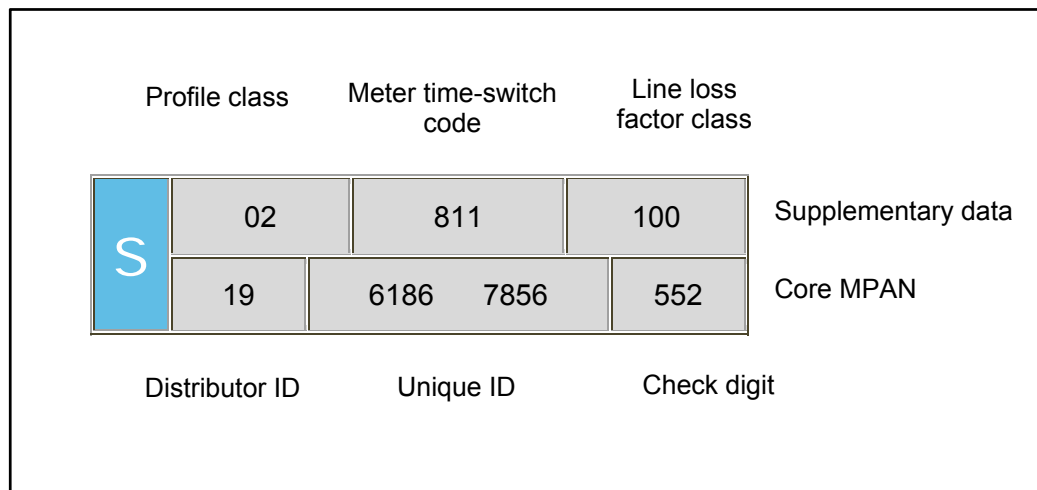 Profile class Meter time-switch code Line loss factor class
S 02 811 100 Supplementary data
19 6186 7856 552 Core MPAN
Distributor ID Unique ID Check digit